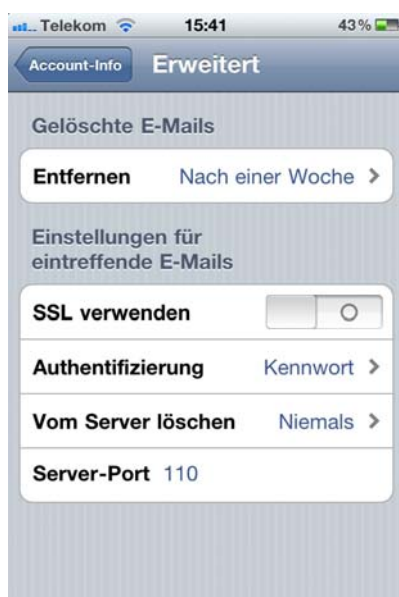 Telekom 15:41 43%
Account-Info Erweitert
Gelöschte E-Mails
Entfernen Nach einer Woche
Einstellungen für
eintreffende E-Mails
SSL verwenden
Authentifizierung Kennwort
Vom Server löschen Niemals
Server-Port 110